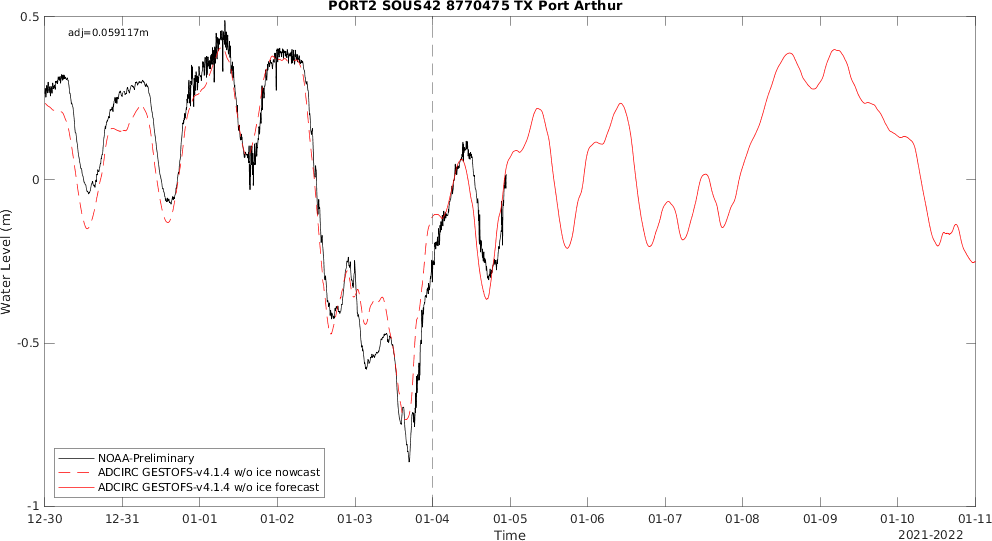 PORT2 SOUS42 8770475 TX Port Arthur
adj=0.059117m
0.5
0
-0.5
-1
Water Level (m)
NOAA-Preliminary
ADCIRC GESTOFS-v4.1.4 w/o ice nowcast
ADCIRC GESTOFS-v4.1.4 w/o ice forecast
12-30 12-31 01-01 01-02 01-03 01-04 01-05 01-06 01-07 01-08 01-09 01-10 01-11
Time
2021-2022